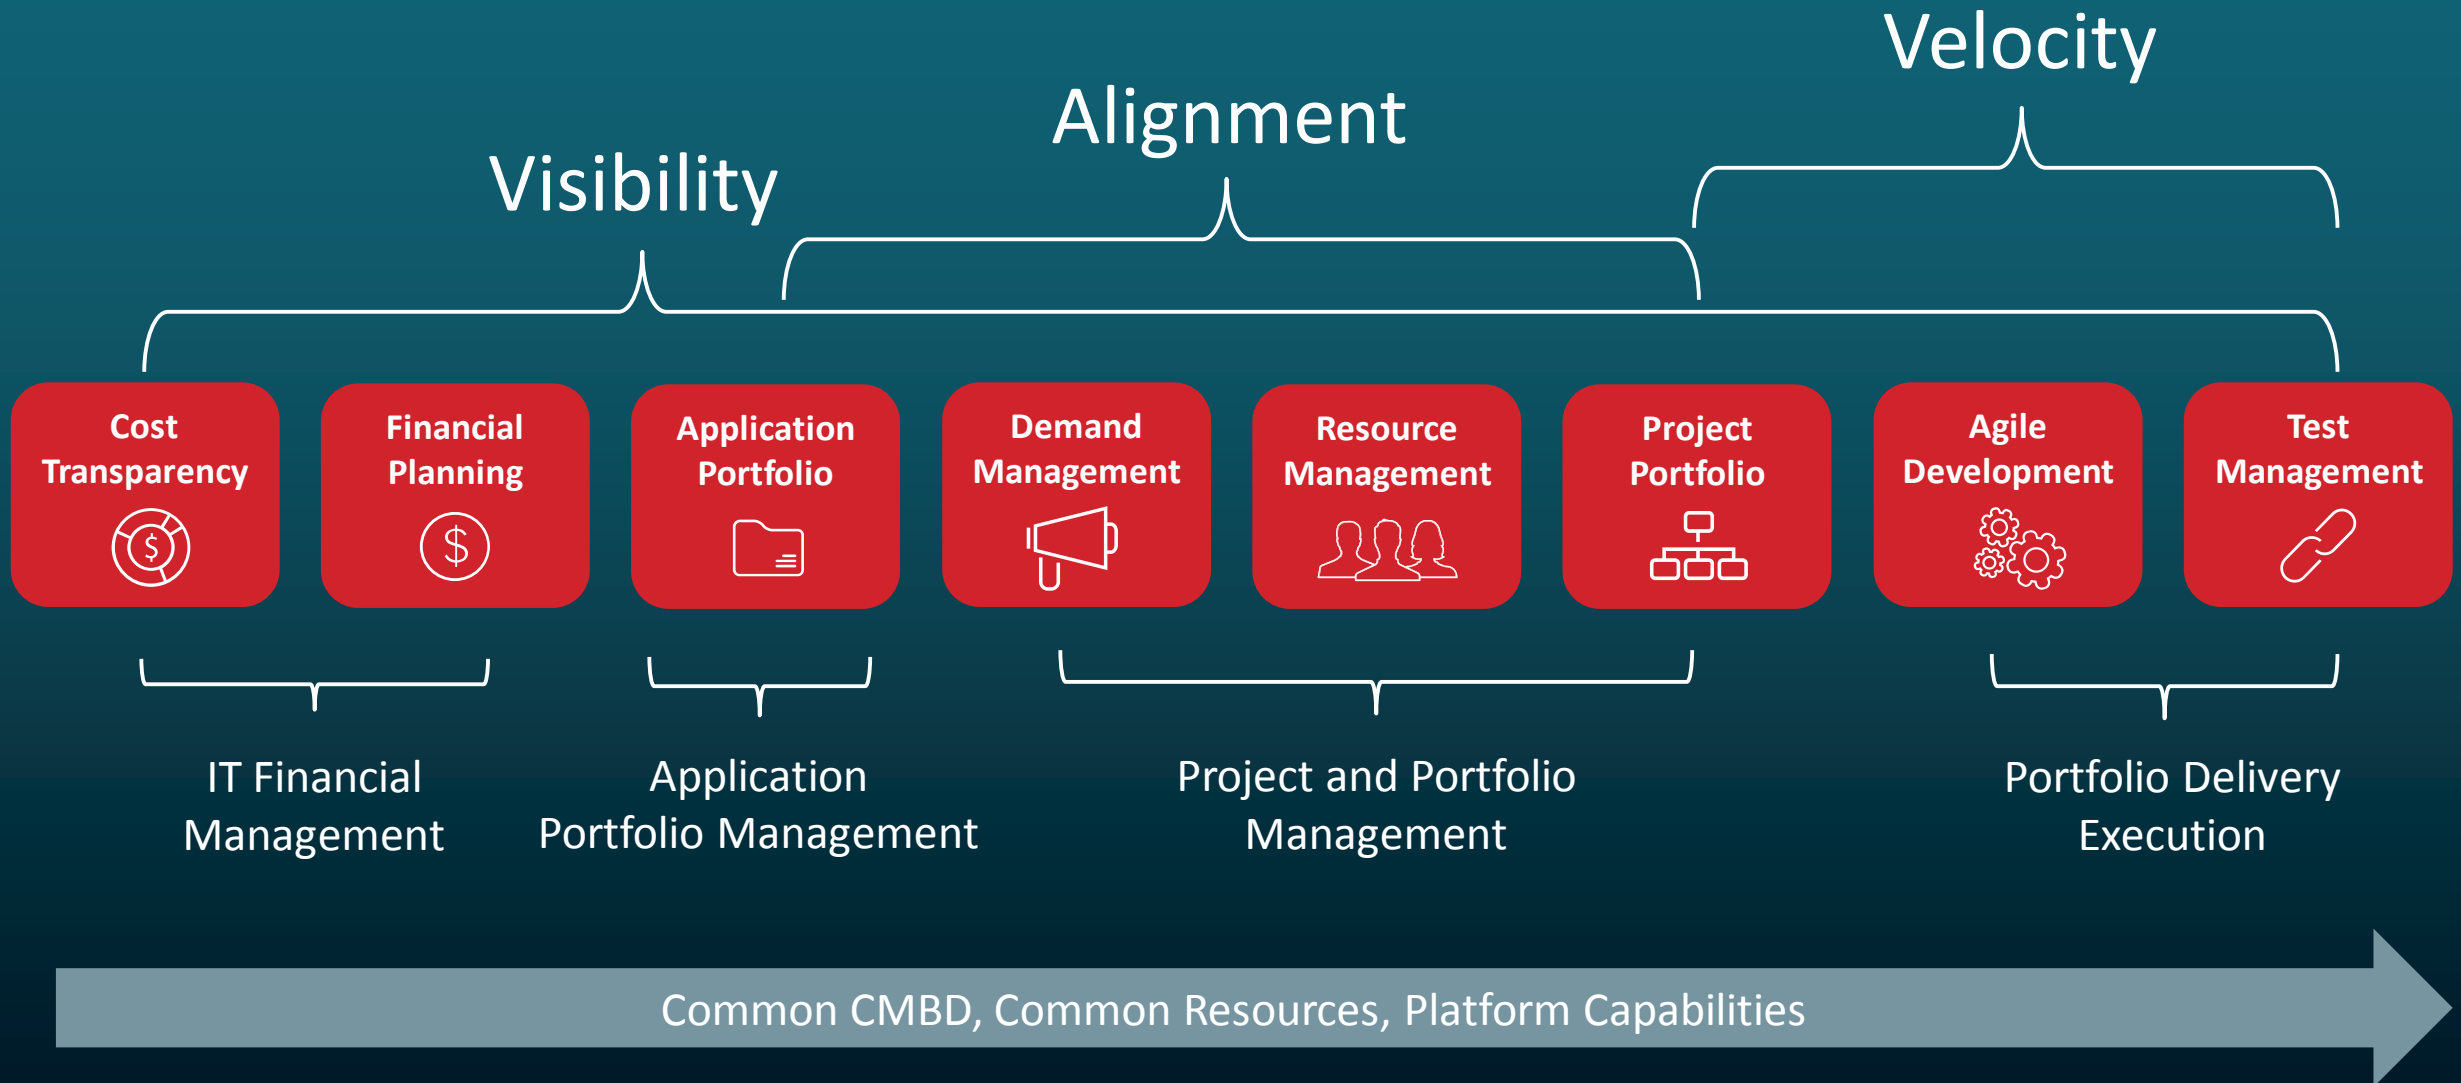 Velocity
Alignment
Visibility
Cost
Transparency
$
Financial
Planning
$
Application
Portfolio
Demand
Management
Resource
Management
Project
Portfolio
Agile
Development
Test
Management
IT Financial
Management
Application
Portfolio Management
Project and Portfolio
Management
Portfolio Delivery
Execution
Common CMBD, Common Resources, Platform Capabilities